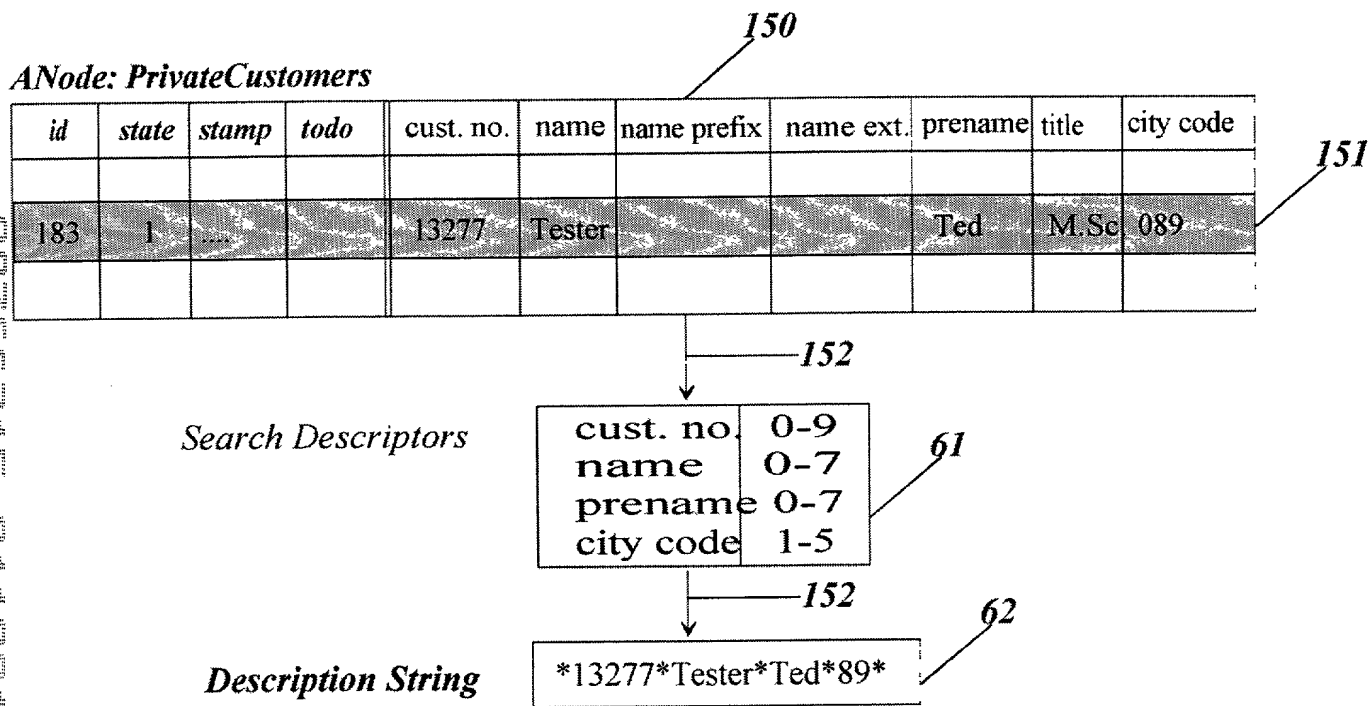 150
ANode: PrivateCustomers
id state stamp todo cust. no. name name prefix name ext. prename title city code
151
183 1 .... 13277 Tester Ted M.Sc 089
152
Search Descriptors
cust. no. 0-9
name 0-7
prename 0-7
city code 1-5
61
152
62
Description String
*13277*Tester*Ted*89*